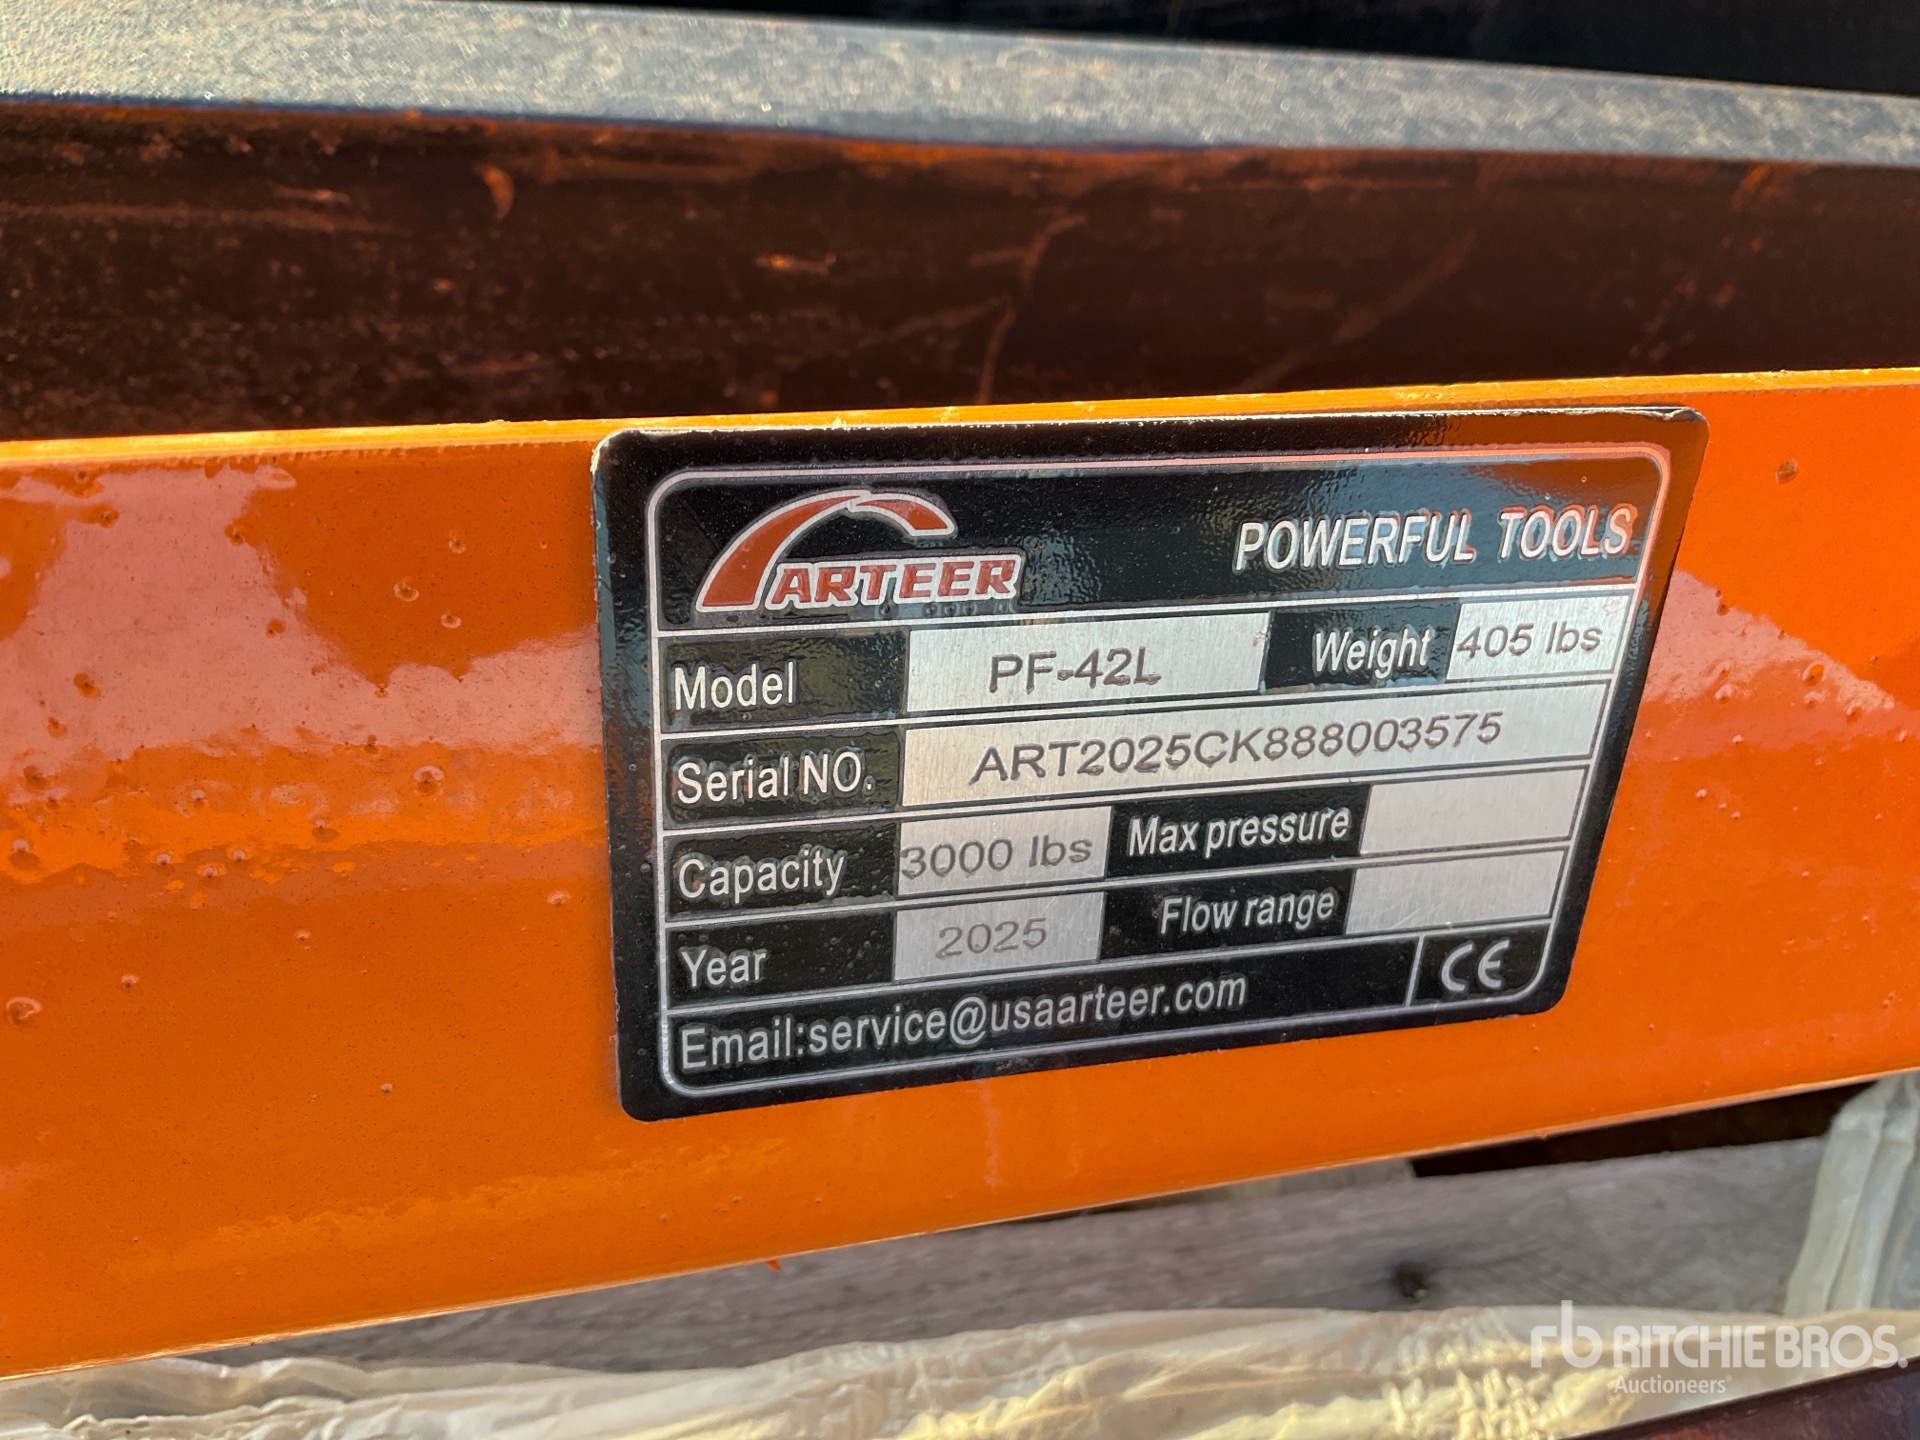 ARTEER POWERFUL TOOLS
Model PF-42L Weight 405 lbs
Serial NO. ART2025CK888003575
Capacity 3000 lbs Max pressure
Year 2025 Flow range
Email:service@usaarteer.com CE
rb RITCHIE BROS.
Auctioneers